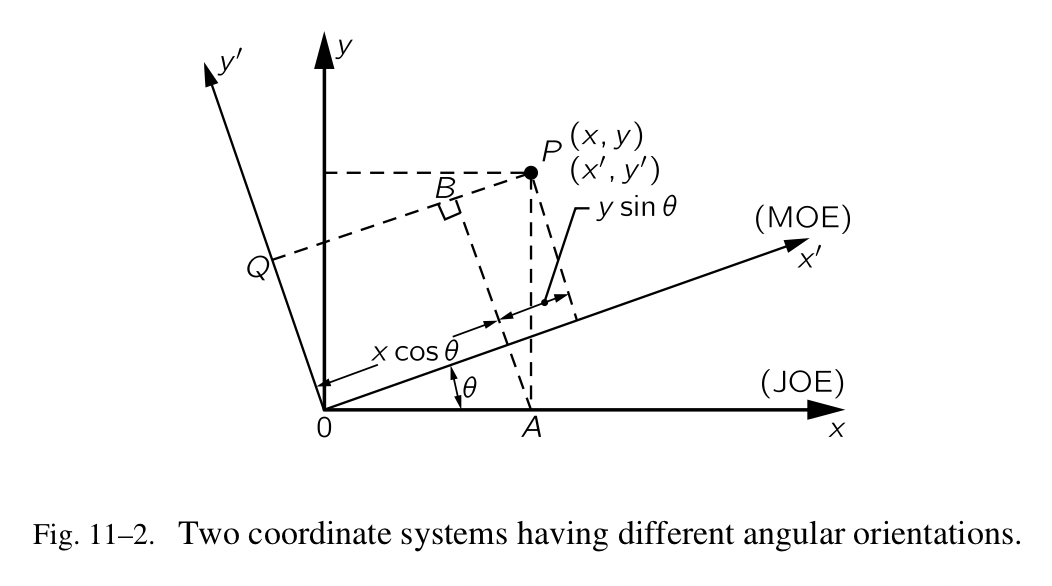 y′
y
P (x, y)
(x′, y′)
B
y sin θ
(MOE)
x′
Q
x cos θ
θ
(JOE)
0
A
x
Fig. 11–2. Two coordinate systems having different angular orientations.